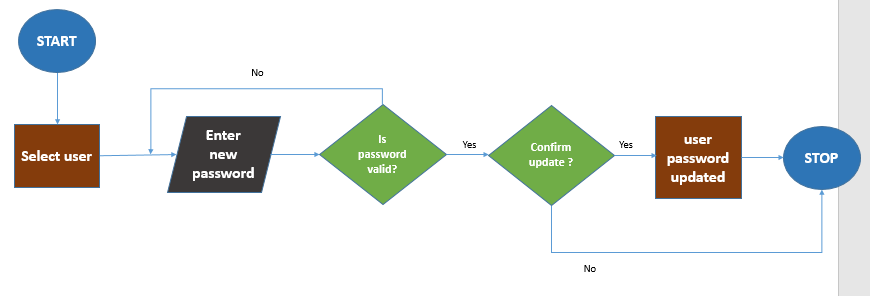 START
No
Select user
Enter
new
password
Is
password
valid?
Yes
Confirm
update ?
Yes
user
password
updated
STOP
No